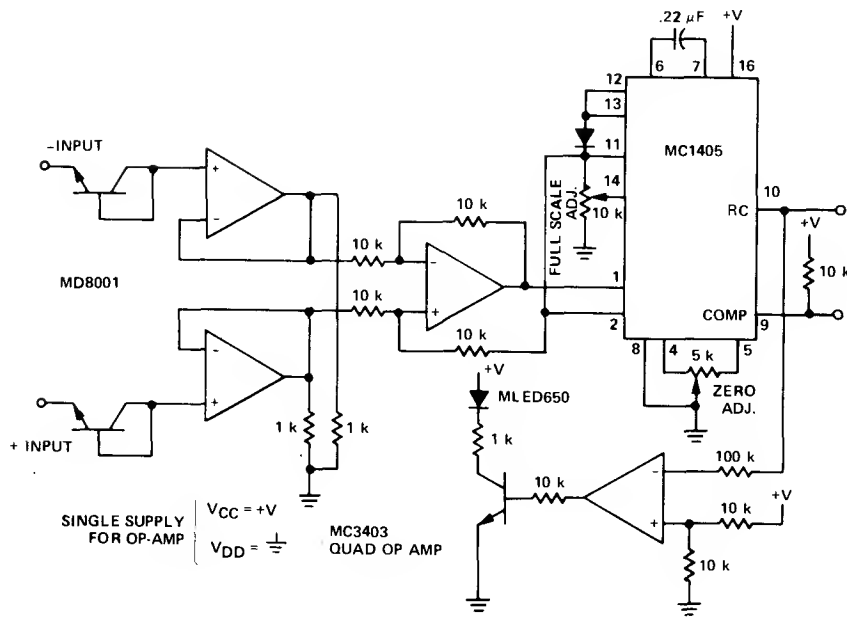 .22 µF
+V
6
7
16
12
13
11
14
MC1405
10
RC
FULL SCALE
ADJ.
10 k
–INPUT
+
–
10 k
10 k
–
+
10 k
10 k
1
2
+V
10 k
COMP
9
8
4
5
5 k
ZERO
ADJ.
MD8001
–
+
+ INPUT
1 k
1 k
+V
MLED650
1 k
10 k
–
+
100 k
10 k
+V
10 k
SINGLE SUPPLY
FOR OP-AMP
VCC = +V
VDD =
MC3403
QUAD OP AMP